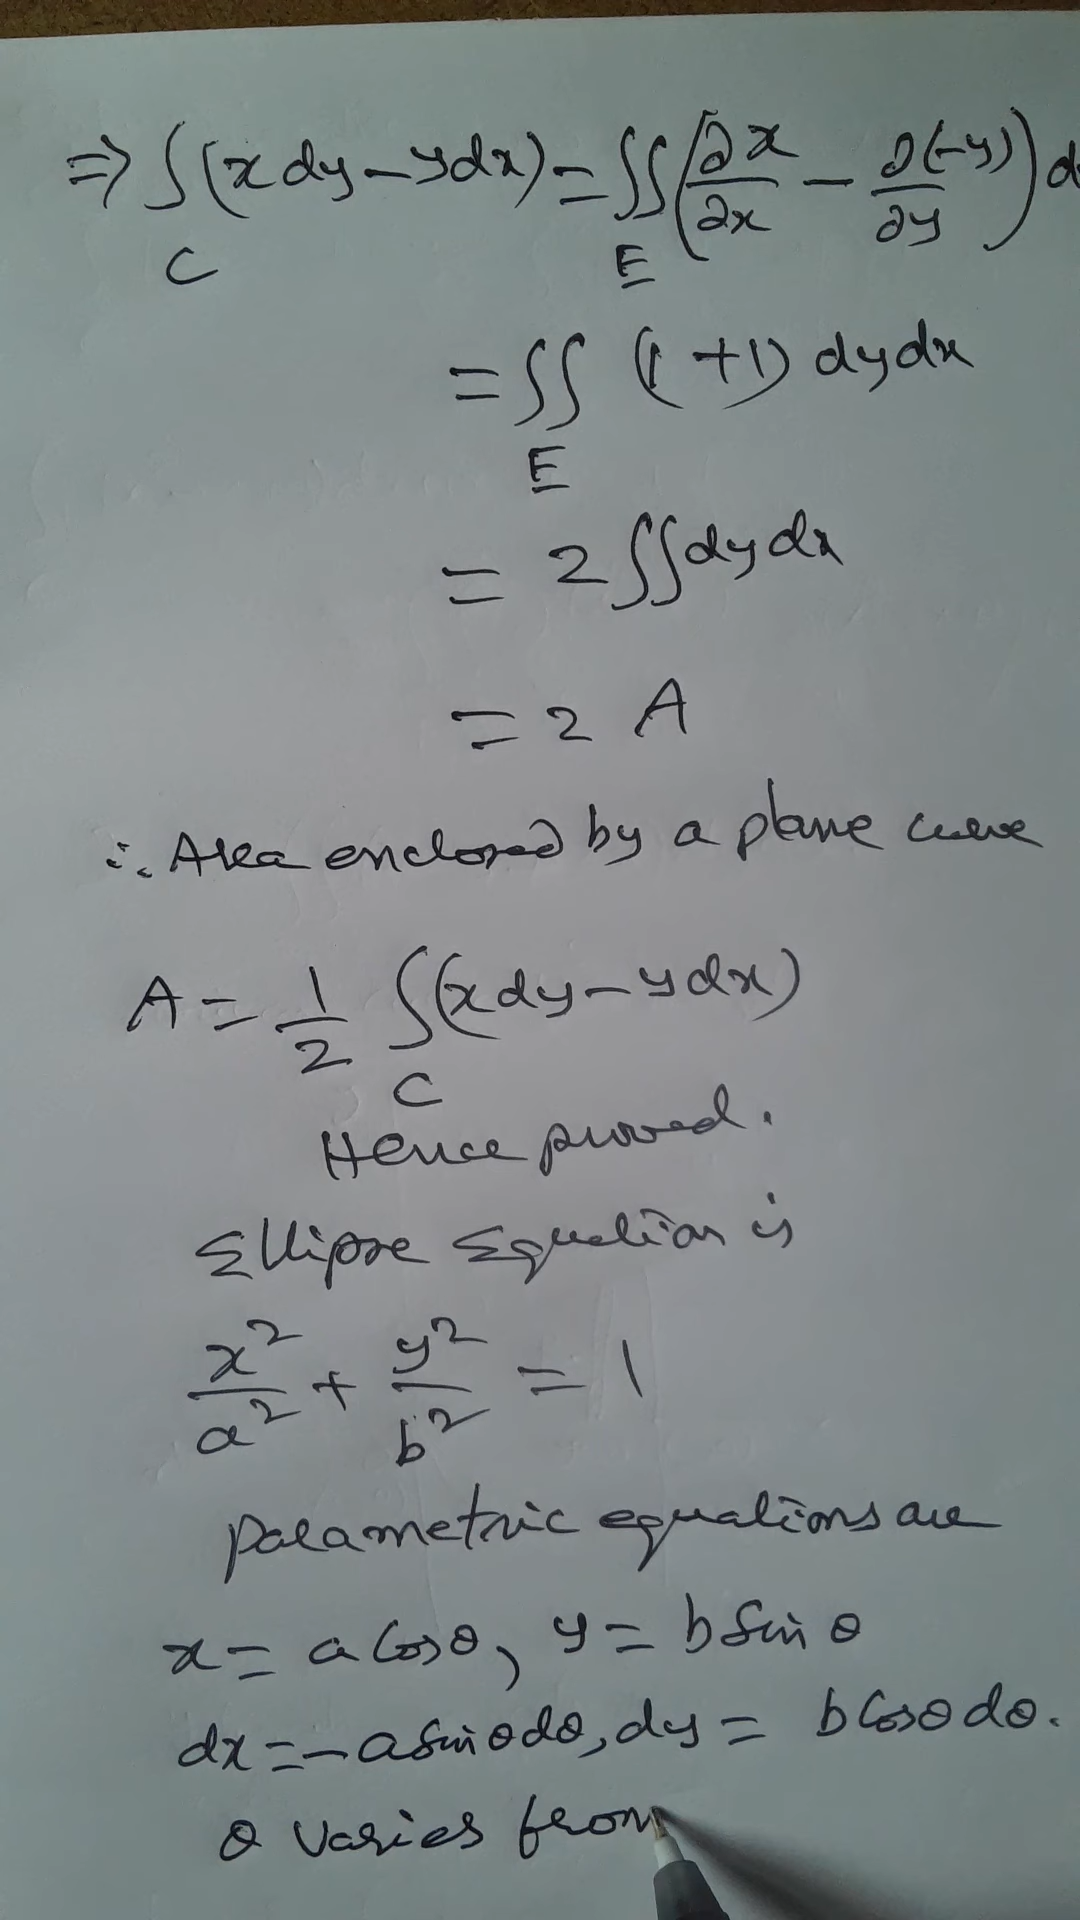 ⇒ ∫_C (x dy − y dx) = ∬_E (∂x/∂x − ∂(−y)/∂y) d
= ∬_E (1 + 1) dy dx
= 2 ∬ dy dx
= 2 A
∴ Area enclosed by a plane curve
A = 1/2 ∫_C (x dy − y dx)
Hence proved.
Ellipse Equation is
x²/a² + y²/b² = 1
parametric equations are
x = a Cosθ, y = b Sin θ
dx = − a Sin θ dθ, dy = b Cosθ dθ.
θ varies from